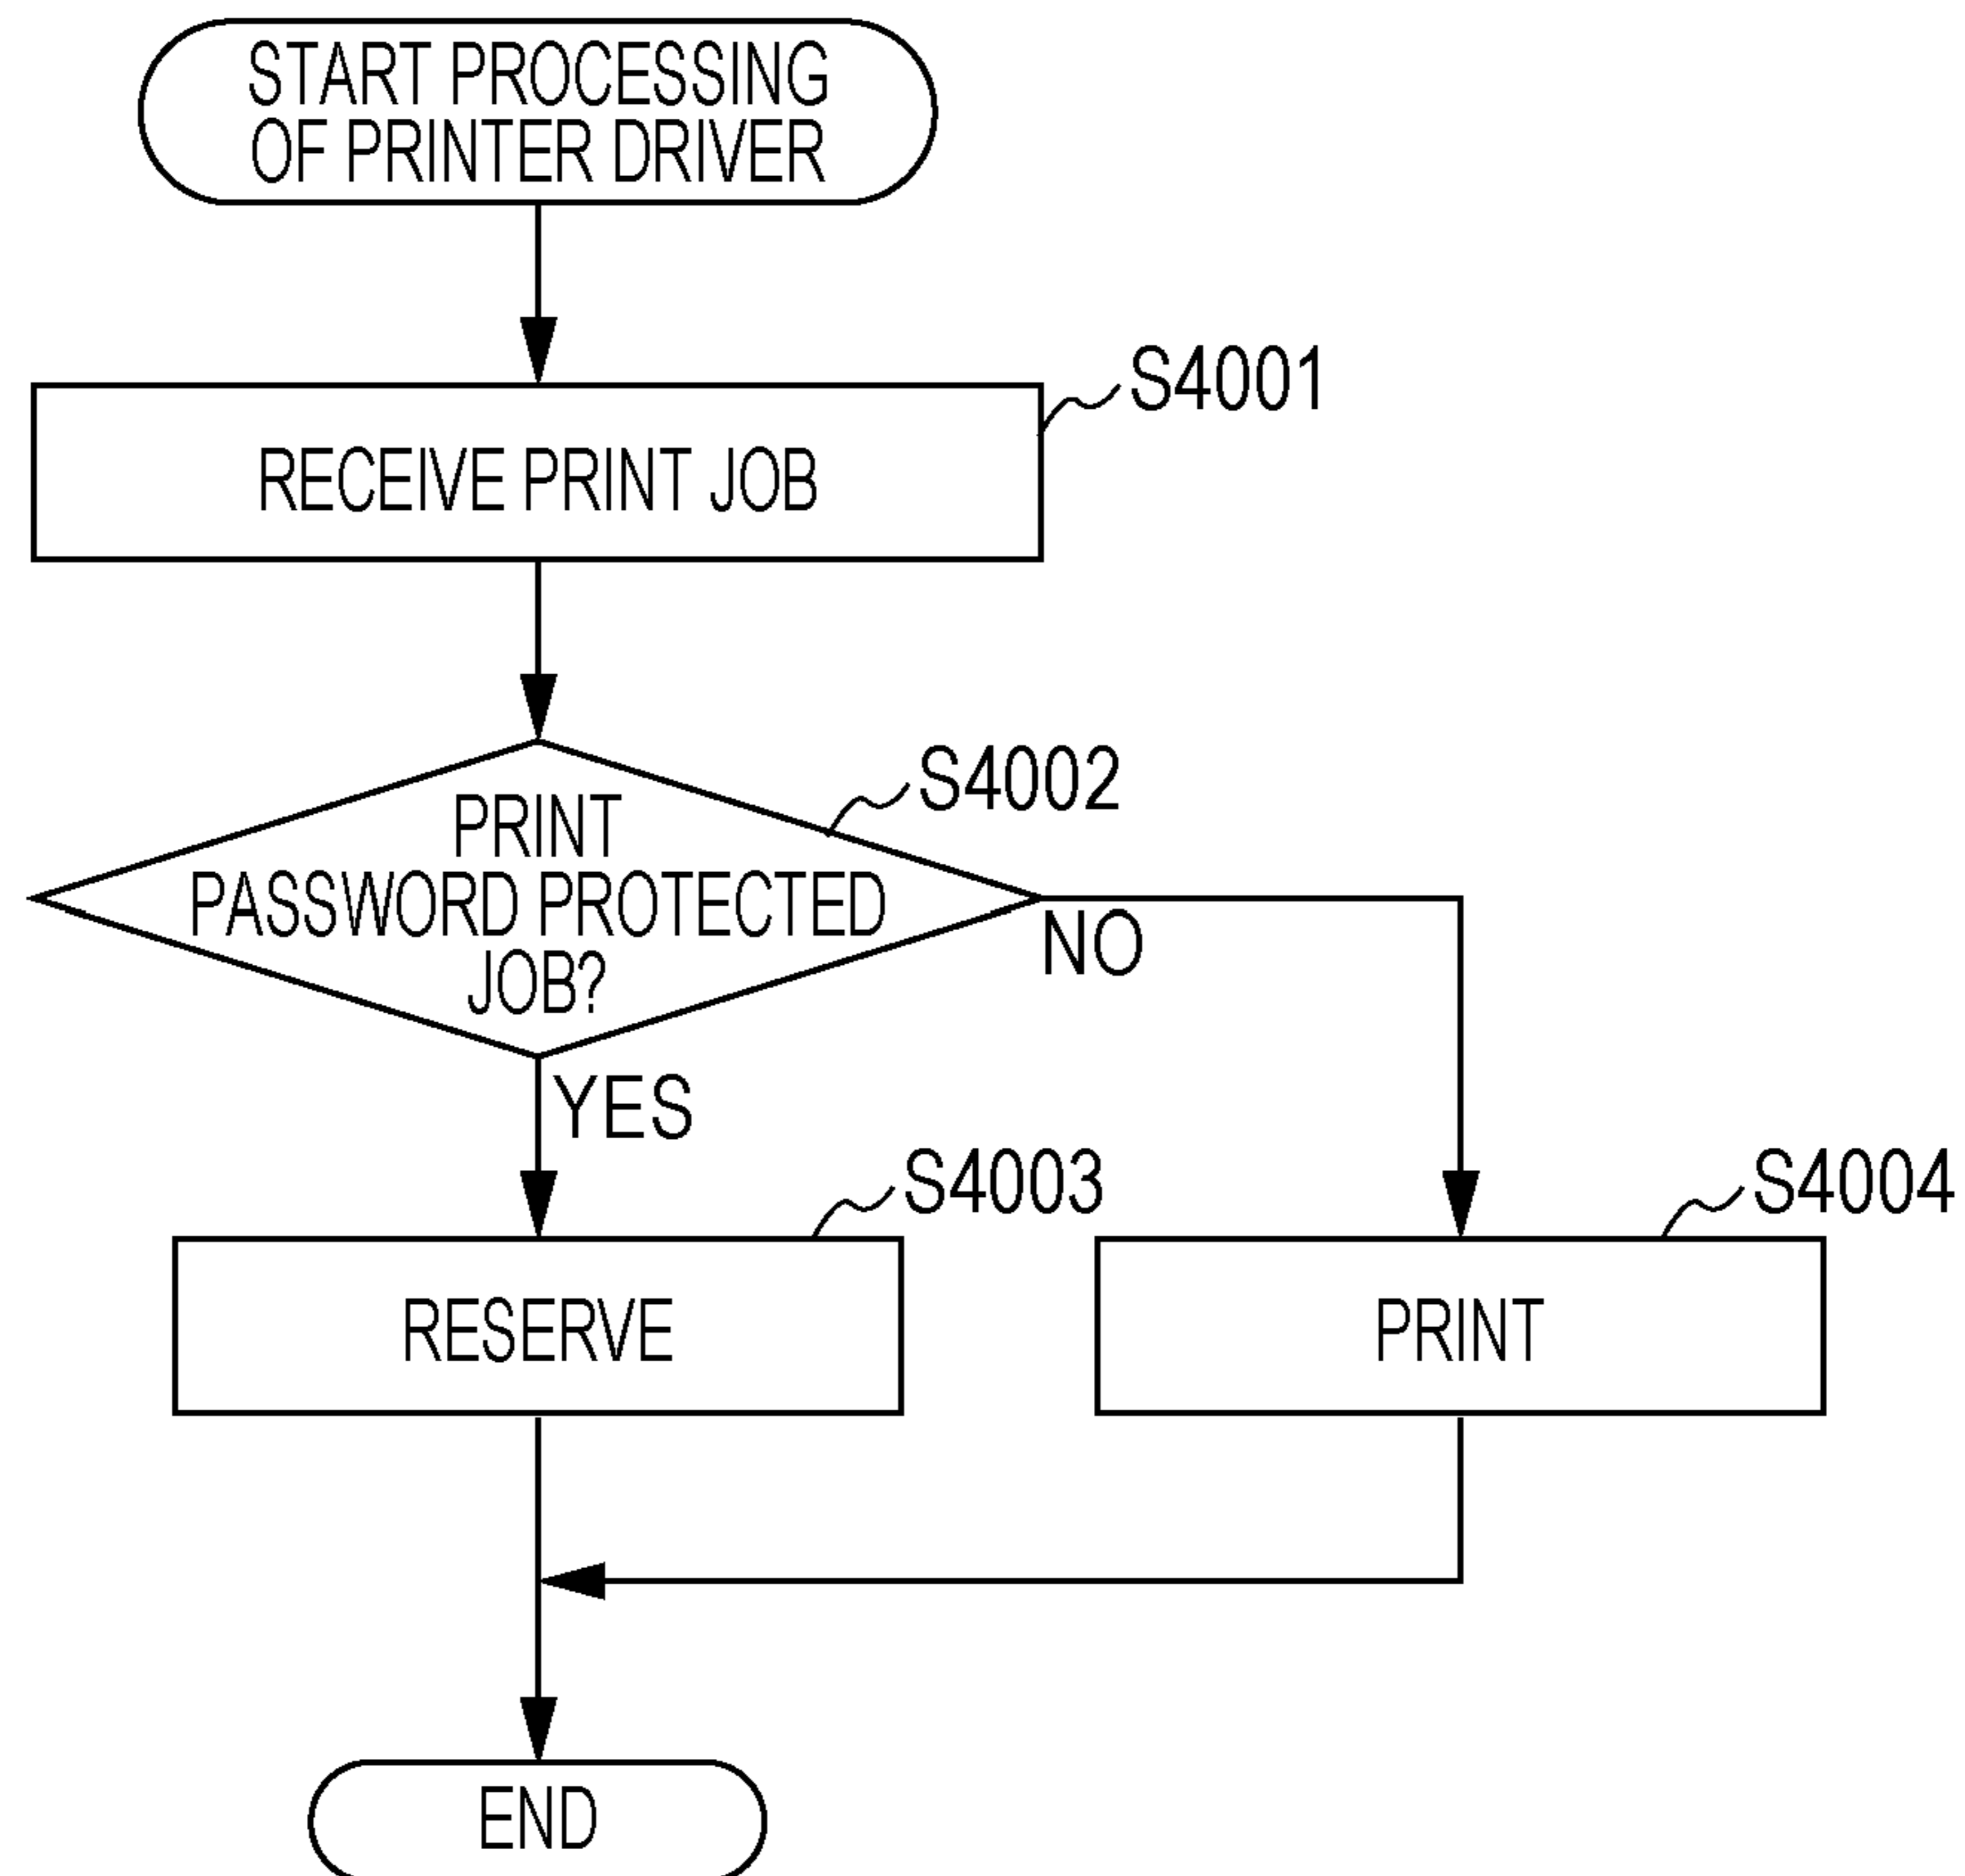 START PROCESSING
OF PRINTER DRIVER
S4001
RECEIVE PRINT JOB
S4002
PRINT
PASSWORD PROTECTED
JOB?
NO
YES
S4003
S4004
RESERVE
PRINT
END